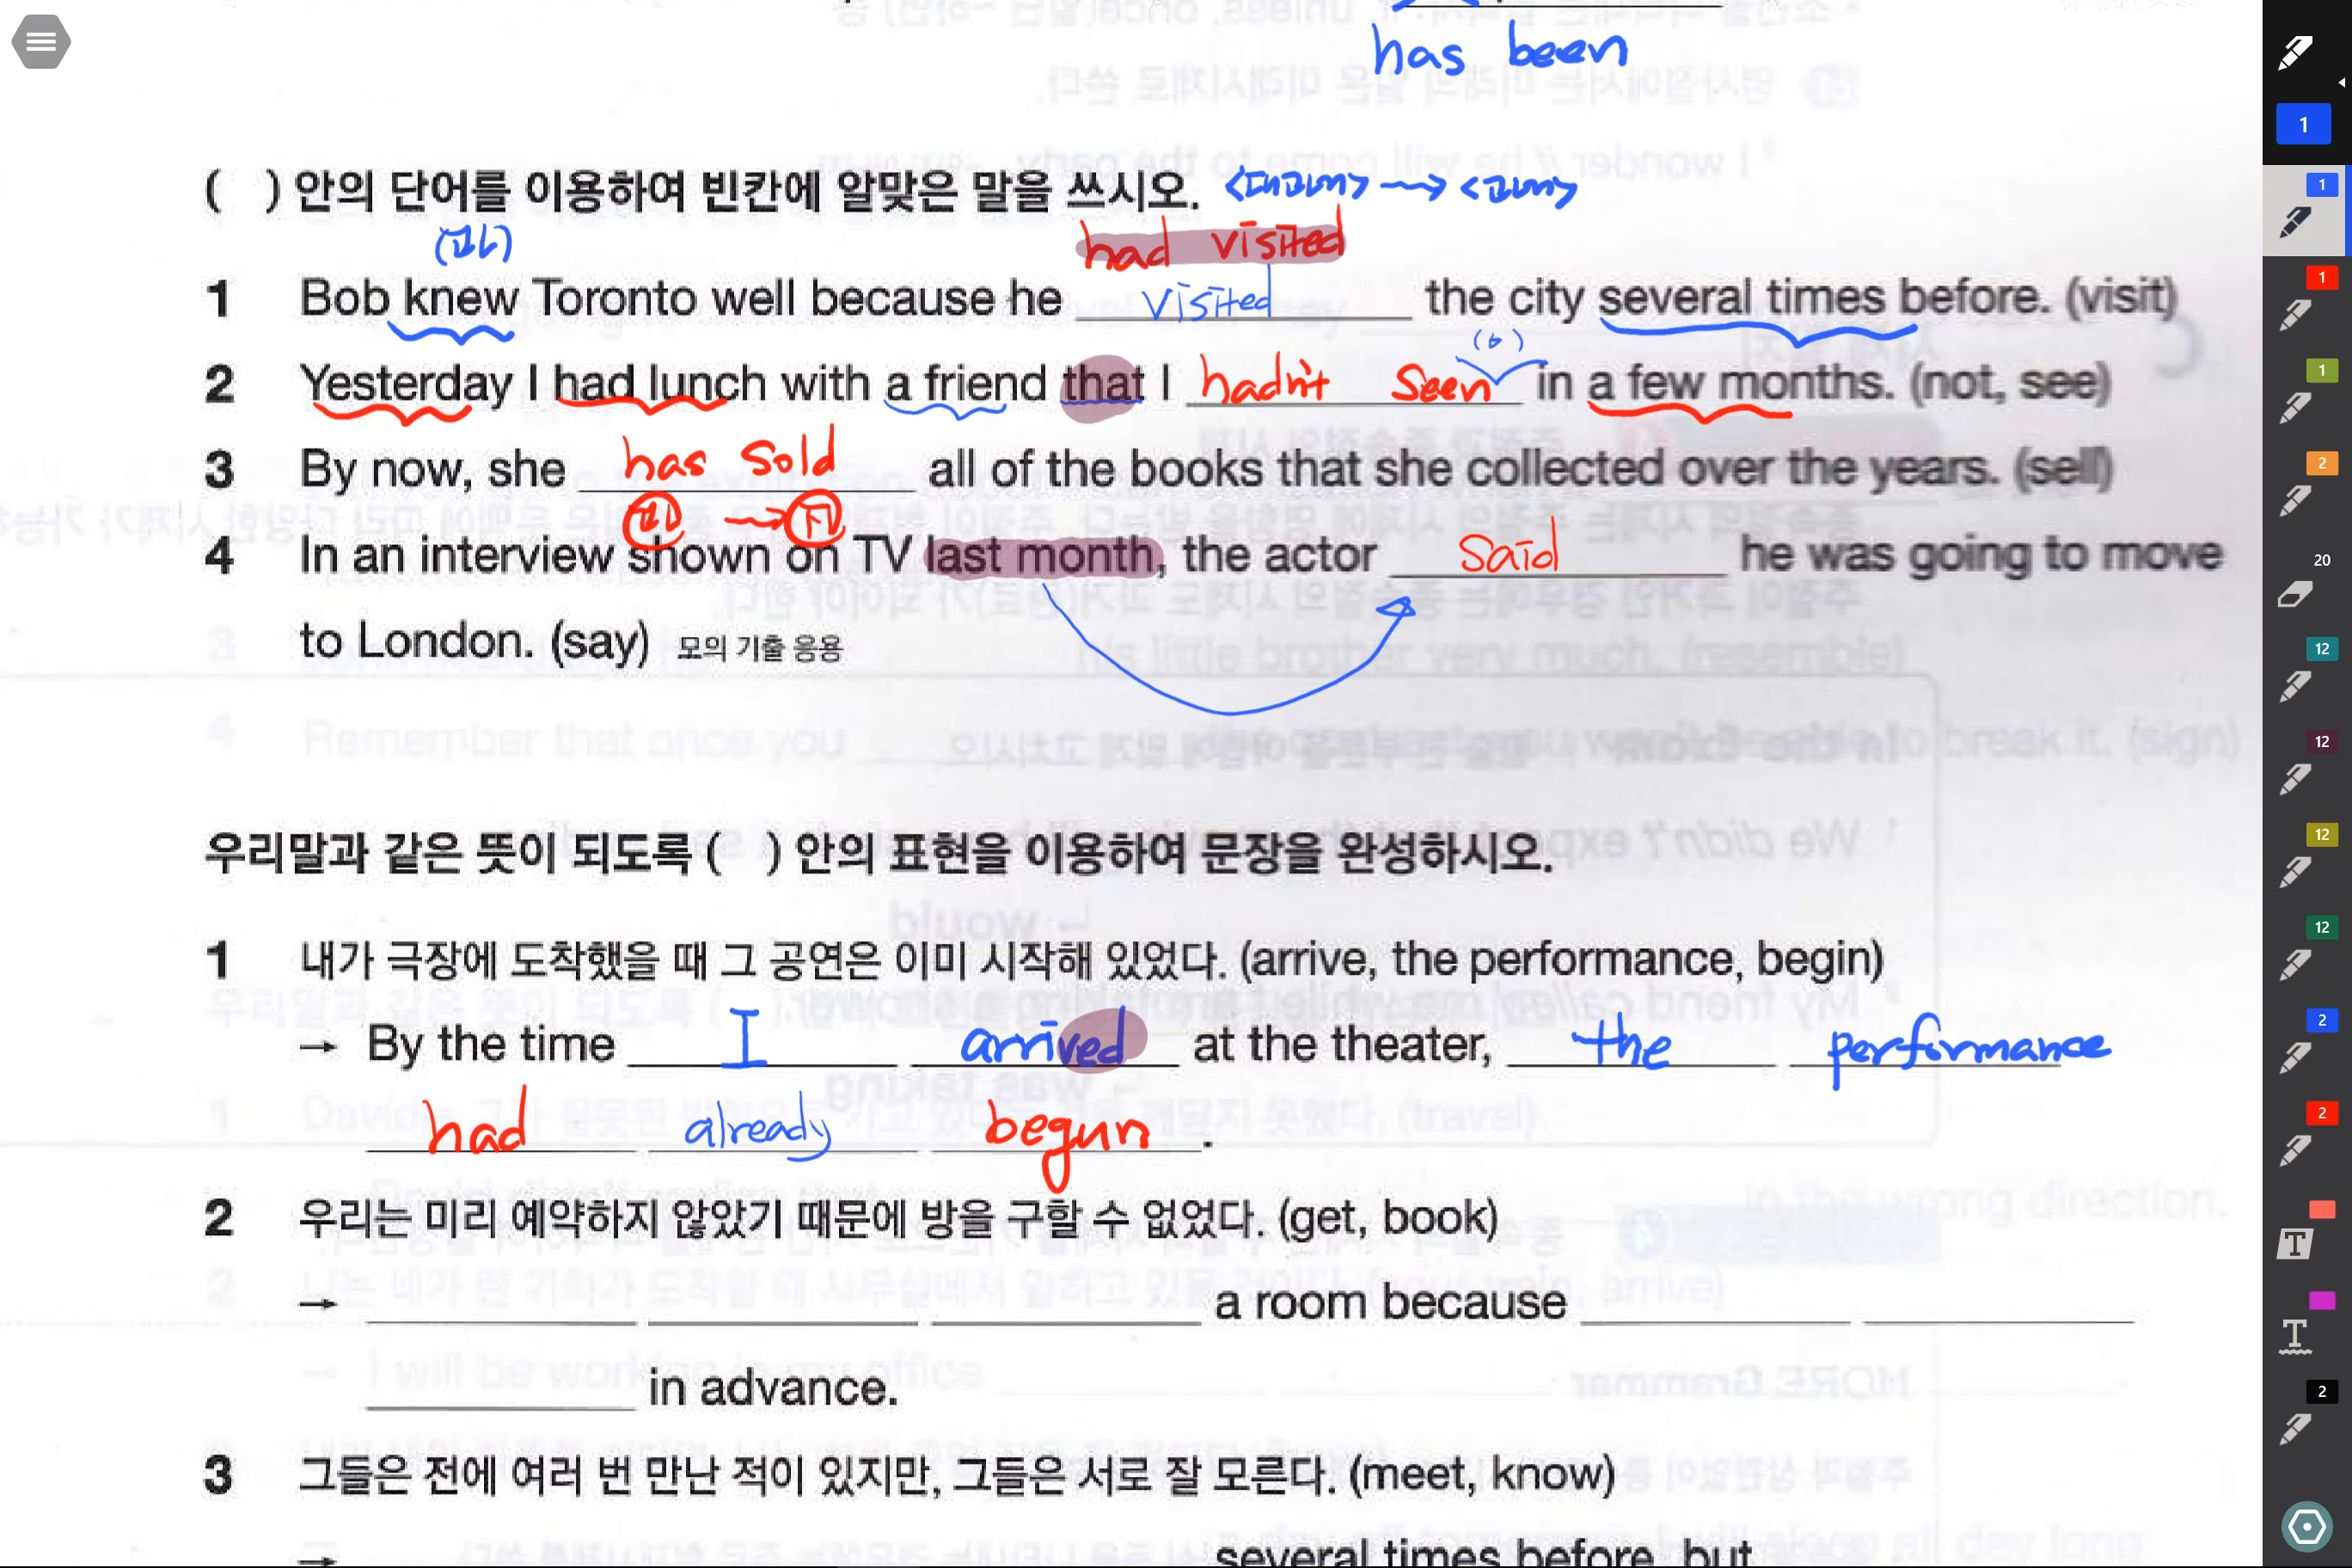 has been
( ) 안의 단어를 이용하여 빈칸에 알맞은 말을 쓰시오. <대과거> → <과거>
(과거)
had visited
1 Bob knew Toronto well because he visited the city several times before. (visit)
2 Yesterday I had lunch with a friend that I hadn't seen in a few months. (not, see)
3 By now, she has sold all of the books that she collected over the years. (sell)
4 In an interview shown on TV last month, the actor said he was going to move
to London. (say) 모의 기출 응용
우리말과 같은 뜻이 되도록 ( ) 안의 표현을 이용하여 문장을 완성하시오.
1 내가 극장에 도착했을 때 그 공연은 이미 시작해 있었다. (arrive, the performance, begin)
→ By the time I arrived at the theater, the performance
had already begun.
2 우리는 미리 예약하지 않았기 때문에 방을 구할 수 없었다. (get, book)
→ a room because
in advance.
3 그들은 전에 여러 번 만난 적이 있지만, 그들은 서로 잘 모른다. (meet, know)
→ several times before, but